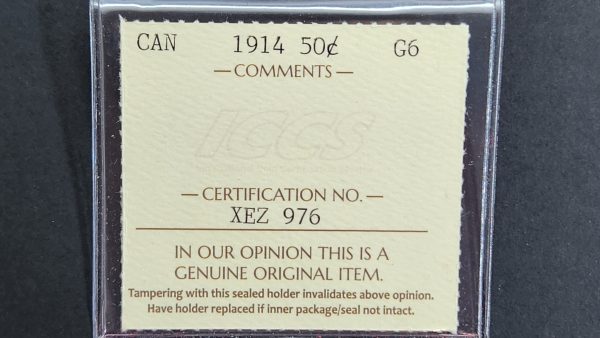 CAN 1914 50¢ G6
— COMMENTS —
ICCS
— CERTIFICATION NO. —
XEZ 976
IN OUR OPINION THIS IS A
GENUINE ORIGINAL ITEM.
Tampering with this sealed holder invalidates above opinion.
Have holder replaced if inner package/seal not intact.